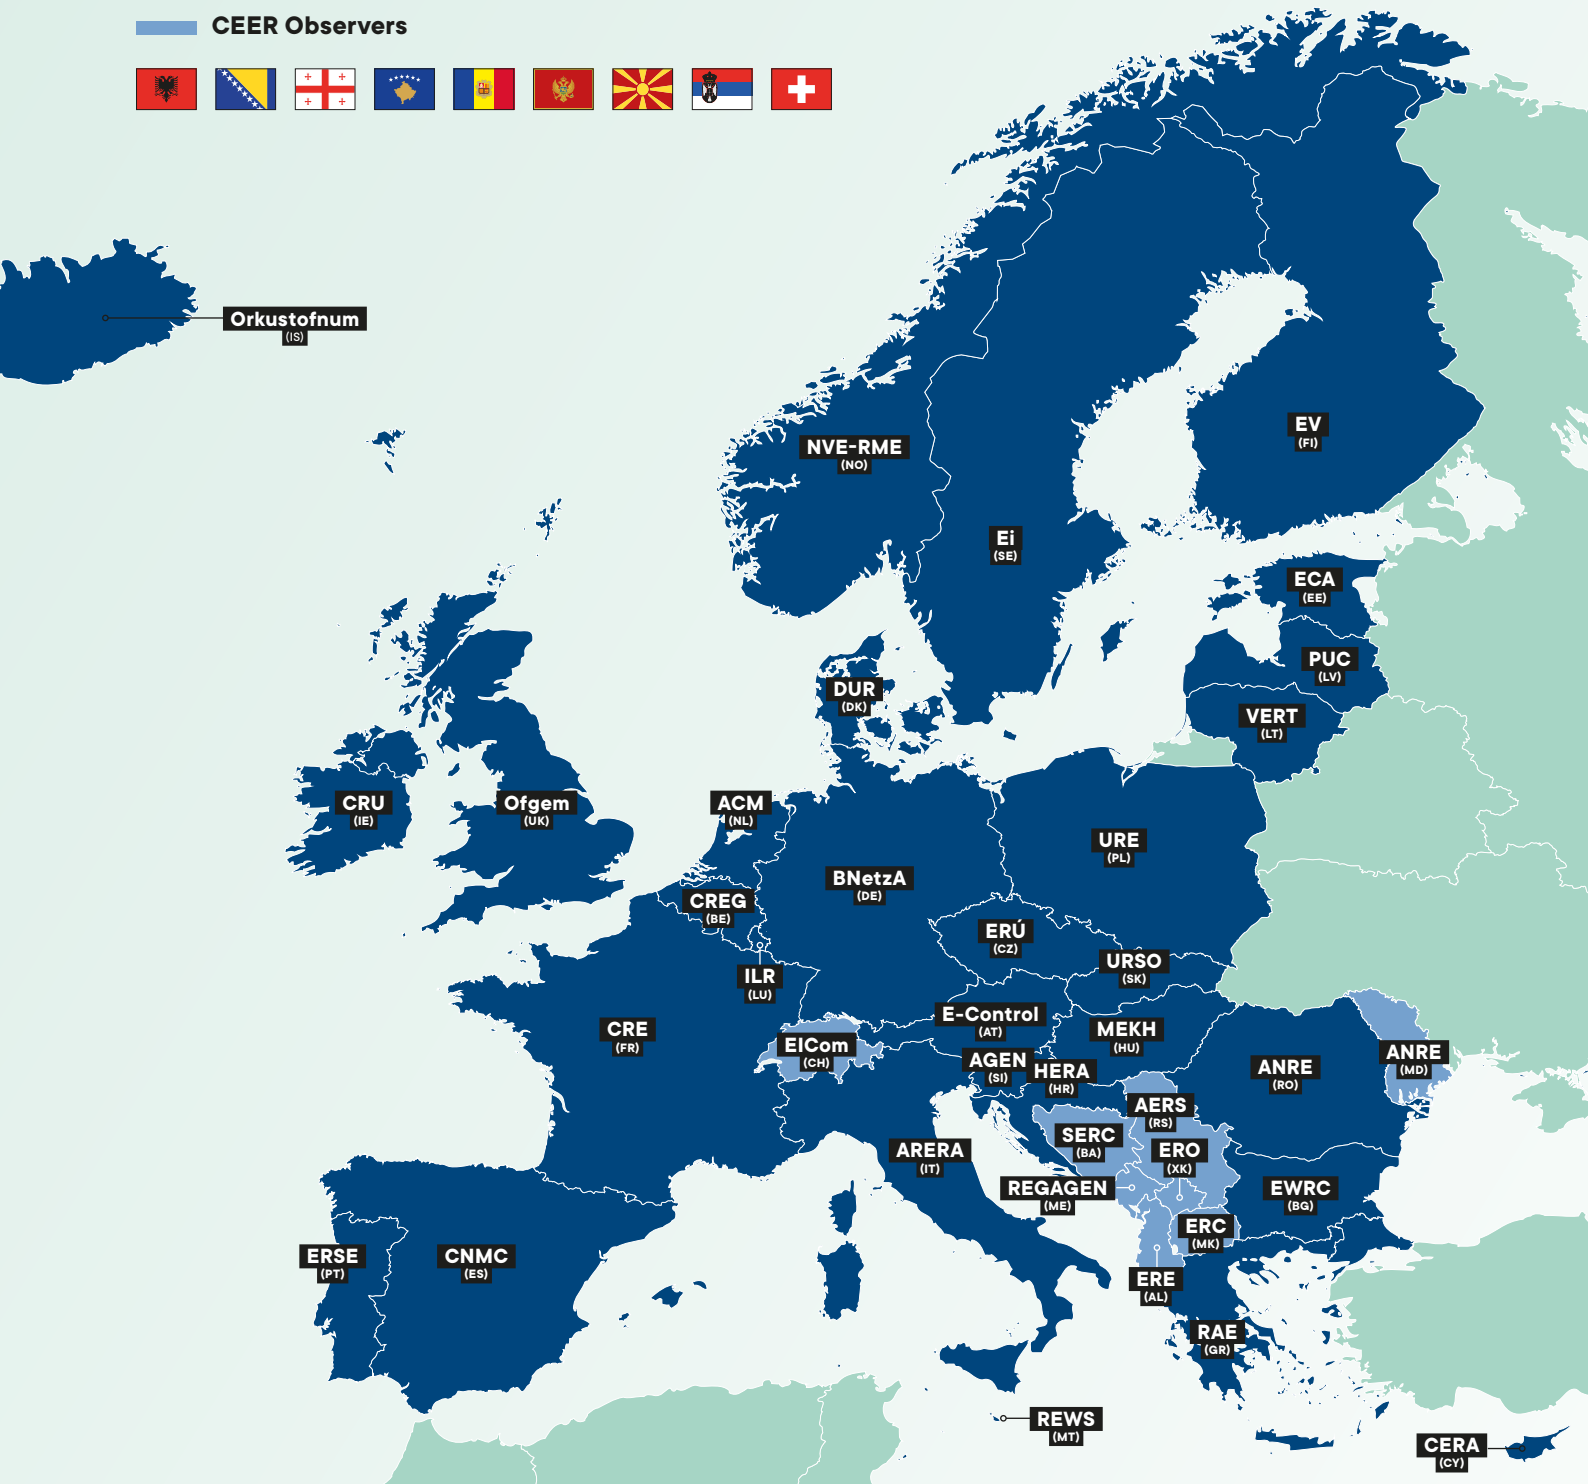 CEER Observers
Orkustofnum
(IS)
NVE-RME
(NO)
EV
(FI)
Ei
(SE)
ECA
(EE)
PUC
(LV)
DUR
(DK)
VERT
(LT)
CRU
(IE)
Ofgem
(UK)
ACM
(NL)
URE
(PL)
BNetzA
(DE)
CREG
(BE)
ERÚ
(CZ)
URSO
(SK)
ILR
(LU)
E-Control
(AT)
CRE
(FR)
MEKH
(HU)
ElCom
(CH)
ANRE
(MD)
AGEN
(SI)
HERA
(HR)
ANRE
(RO)
AERS
(RS)
SERC
(BA)
ARERA
(IT)
ERO
(XK)
REGAGEN
(ME)
EWRC
(BG)
ERC
(MK)
ERSE
(PT)
CNMC
(ES)
ERE
(AL)
RAE
(GR)
REWS
(MT)
CERA
(CY)